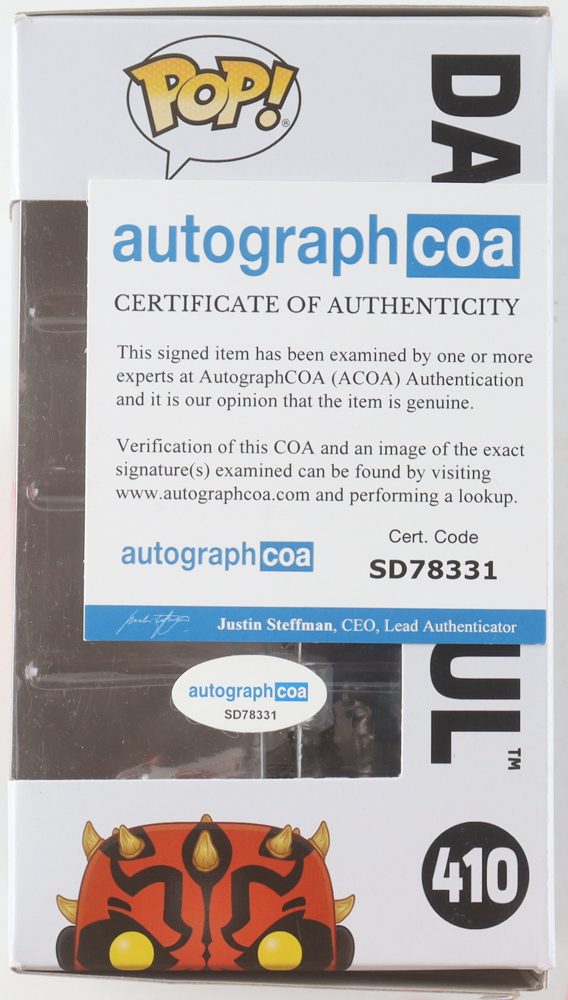 POP!
®
DA
autographcoa
CERTIFICATE OF AUTHENTICITY
This signed item has been examined by one or more
experts at AutographCOA (ACOA) Authentication
and it is our opinion that the item is genuine.
Verification of this COA and an image of the exact
signature(s) examined can be found by visiting
www.autographcoa.com and performing a lookup.
autographcoa
Cert. Code
SD78331
Justin Steffman, CEO, Lead Authenticator
UL™
autographcoa
SD78331
410